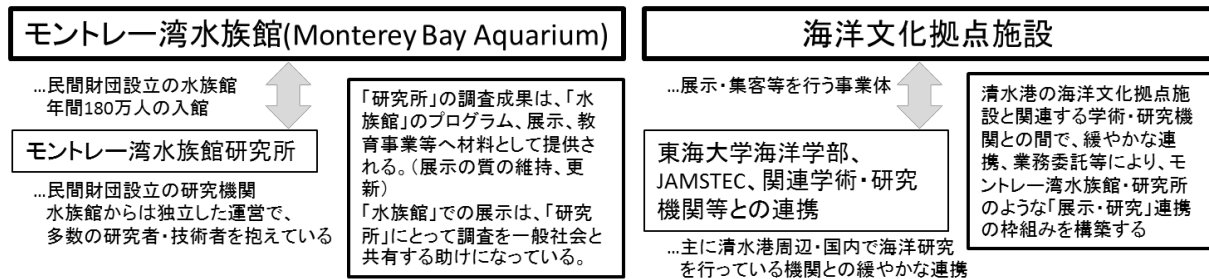 モントレー湾水族館(Monterey Bay Aquarium)
…民間財団設立の水族館
年間180万人の入館
モントレー湾水族館研究所
…民間財団設立の研究機関
水族館からは独立した運営で、
多数の研究者・技術者を抱えている
「研究所」の調査成果は、「水
族館」のプログラム、展示、教
育事業等へ材料として提供さ
れる。(展示の質の維持、更
新)
「水族館」での展示は、「研究
所」にとって調査を一般社会と
共有する助けになっている。
海洋文化拠点施設
…展示・集客等を行う事業体
東海大学海洋学部、
JAMSTEC、関連学術・研究
機関等との連携
…主に清水港周辺・国内で海洋研究
を行っている機関との緩やかな連携
清水港の海洋文化拠点施
設と関連する学術・研究機
関との間で、緩やかな連
携、業務委託等により、モ
ントレー湾水族館・研究所
のような「展示・研究」連携
の枠組みを構築する